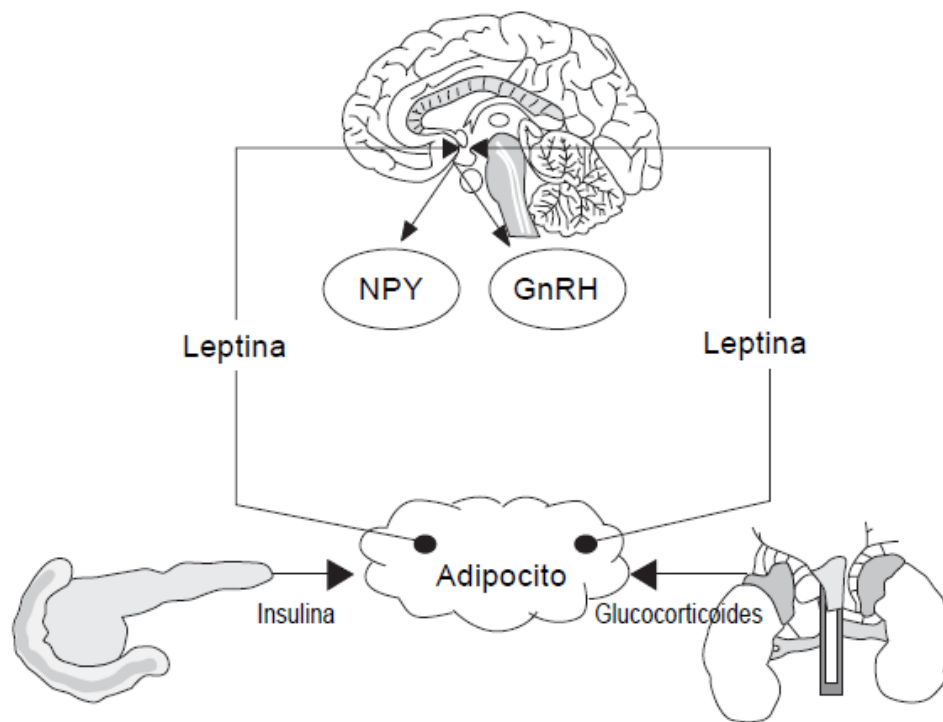 NPY
GnRH
Leptina
Leptina
Adipocito
Insulina
Glucocorticoides